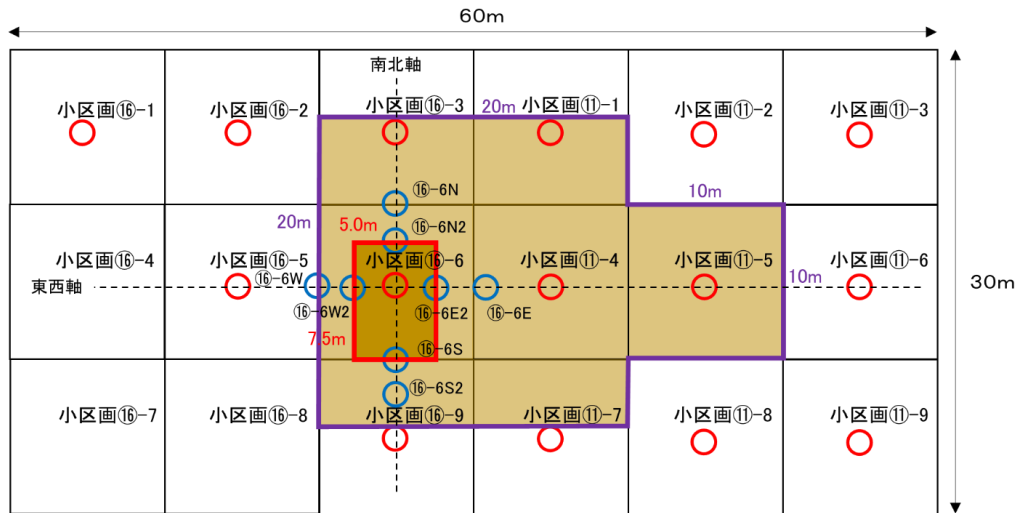 60m
南北軸
小区画⑯-1
小区画⑯-2
小区画⑯-3
20m
小区画⑪-1
小区画⑪-2
小区画⑪-3
⑯-6N
10m
20m
5.0m
⑯-6N2
小区画⑯-4
小区画⑯-5
小区画⑯-6
小区画⑪-4
小区画⑪-5
小区画⑪-6
⑯-6W
10m
東西軸
30m
⑯-6W2
⑯-6E2
⑯-6E
7.5m
⑯-6S
⑯-6S2
小区画⑯-7
小区画⑯-8
小区画⑯-9
小区画⑪-7
小区画⑪-8
小区画⑪-9